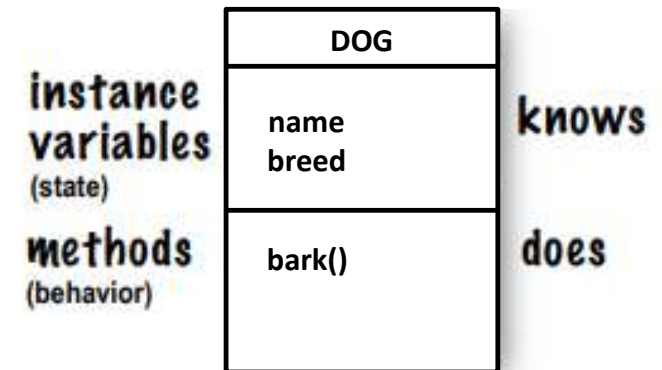 DOG
instance
variables
(state)
name
breed
knows
methods
(behavior)
bark()
does